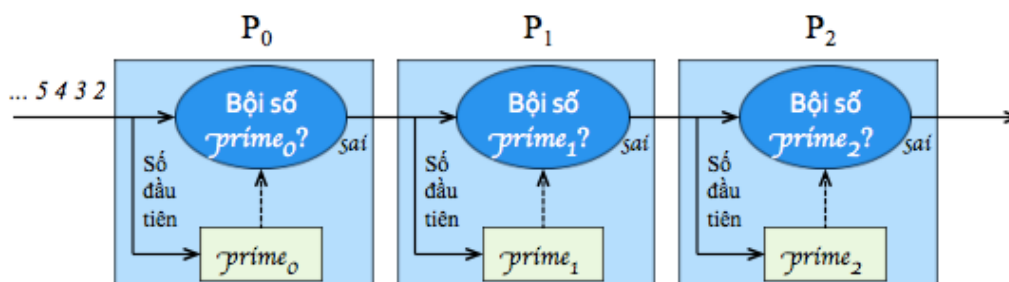 P₀ P₁ P₂
... 5 4 3 2
Bội số
prime₀?
sai
Bội số
prime₁?
sai
Bội số
prime₂?
sai
Số
đầu
tiên
Số
đầu
tiên
Số
đầu
tiên
prime₀
prime₁
prime₂